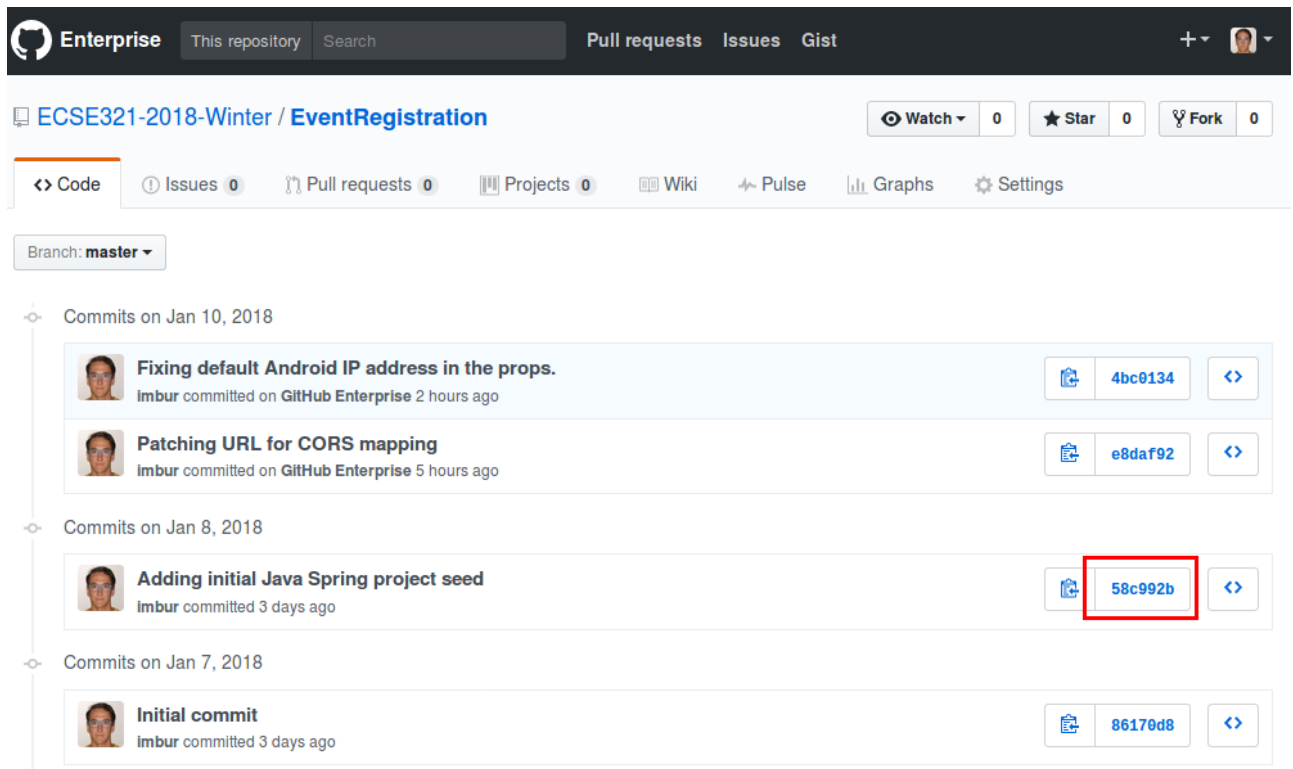 Enterprise This repository Search Pull requests Issues Gist
ECSE321-2018-Winter / EventRegistration Watch 0 Star 0 Fork 0
Code Issues 0 Pull requests 0 Projects 0 Wiki Pulse Graphs Settings
Branch: master
Commits on Jan 10, 2018
Fixing default Android IP address in the props.
4bc0134
imbur committed on GitHub Enterprise 2 hours ago
Patching URL for CORS mapping
e8daf92
imbur committed on GitHub Enterprise 5 hours ago
Commits on Jan 8, 2018
Adding initial Java Spring project seed
58c992b
imbur committed 3 days ago
Commits on Jan 7, 2018
Initial commit
86170d8
imbur committed 3 days ago